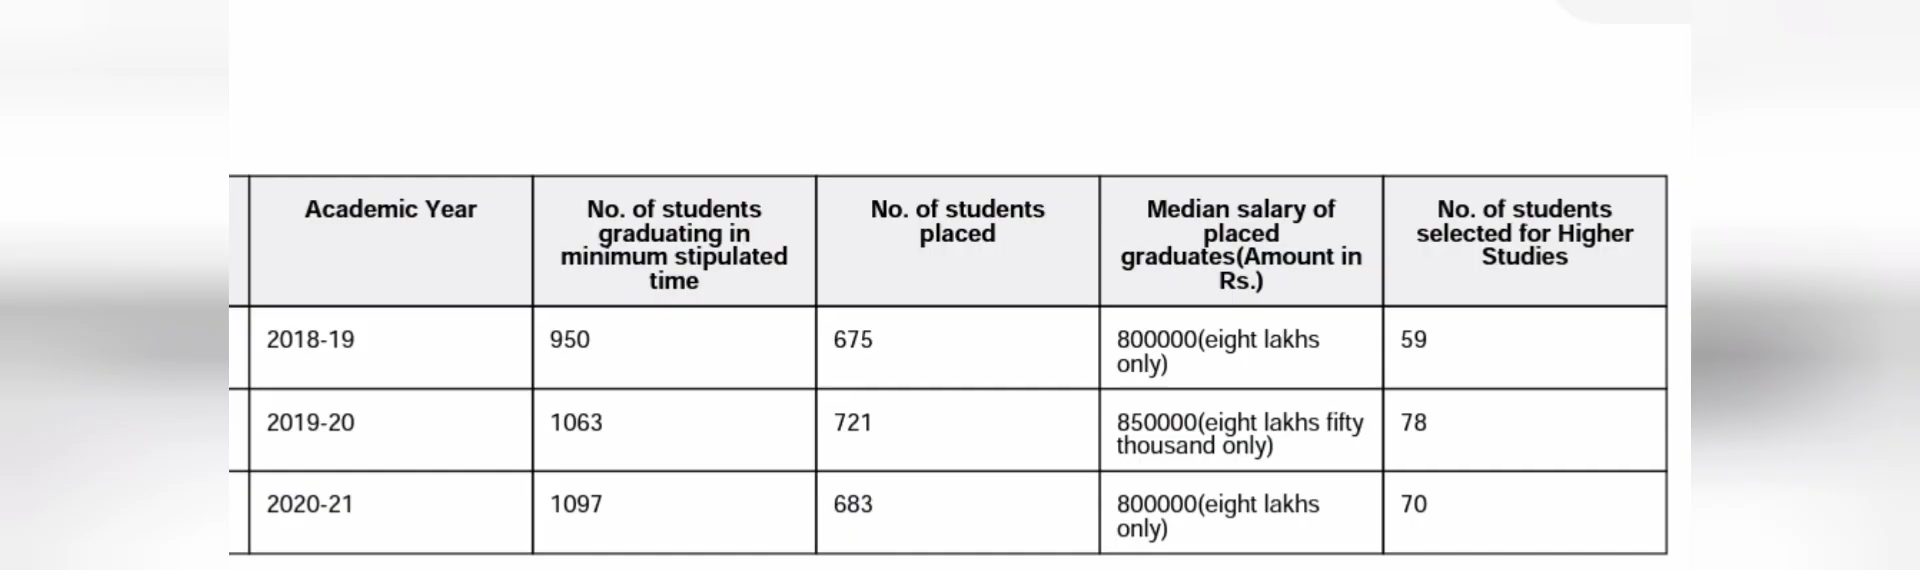 Academic Year
No. of students
graduating in
minimum stipulated
time
No. of students
placed
Median salary of
placed
graduates(Amount in
Rs.)
No. of students
selected for Higher
Studies
2018-19
950
675
800000(eight lakhs
only)
59
2019-20
1063
721
850000(eight lakhs fifty
thousand only)
78
2020-21
1097
683
800000(eight lakhs
only)
70